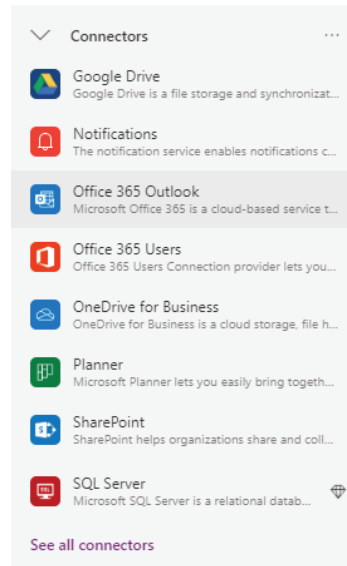 Connectors
Google Drive
Google Drive is a file storage and synchronizat...
Notifications
The notification service enables notifications c...
Office 365 Outlook
Microsoft Office 365 is a cloud-based service t...
Office 365 Users
Office 365 Users Connection provider lets you...
OneDrive for Business
OneDrive for Business is a cloud storage, file h...
Planner
Microsoft Planner lets you easily bring togeth...
SharePoint
SharePoint helps organizations share and coll...
SQL Server
Microsoft SQL Server is a relational datab...
See all connectors